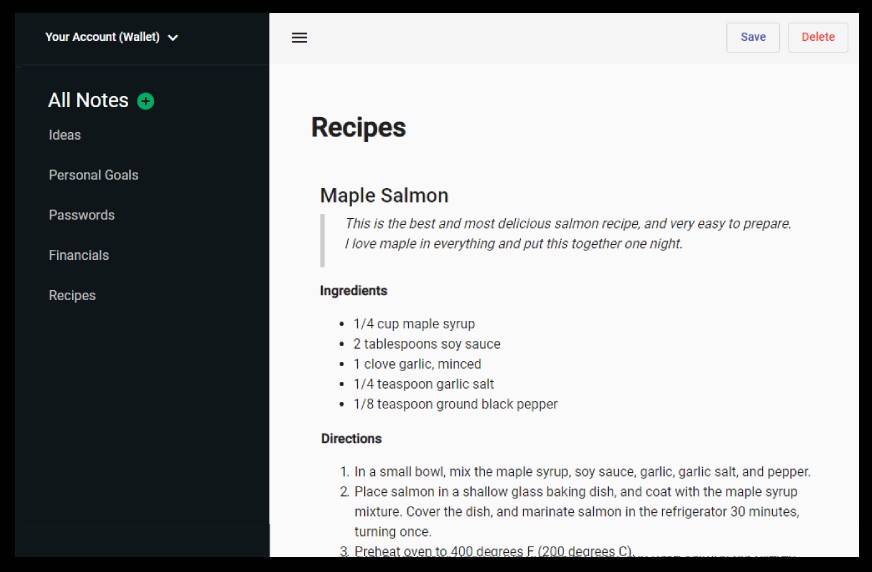 Your Account (Wallet)
Save
Delete
All Notes
Ideas
Personal Goals
Passwords
Financials
Recipes
Recipes
Maple Salmon
This is the best and most delicious salmon recipe, and very easy to prepare.
I love maple in everything and put this together one night.
Ingredients
• 1/4 cup maple syrup
• 2 tablespoons soy sauce
• 1 clove garlic, minced
• 1/4 teaspoon garlic salt
• 1/8 teaspoon ground black pepper
Directions
1. In a small bowl, mix the maple syrup, soy sauce, garlic, garlic salt, and pepper.
2. Place salmon in a shallow glass baking dish, and coat with the maple syrup
mixture. Cover the dish, and marinate salmon in the refrigerator 30 minutes,
turning once.
3. Preheat oven to 400 degrees F (200 degrees C).